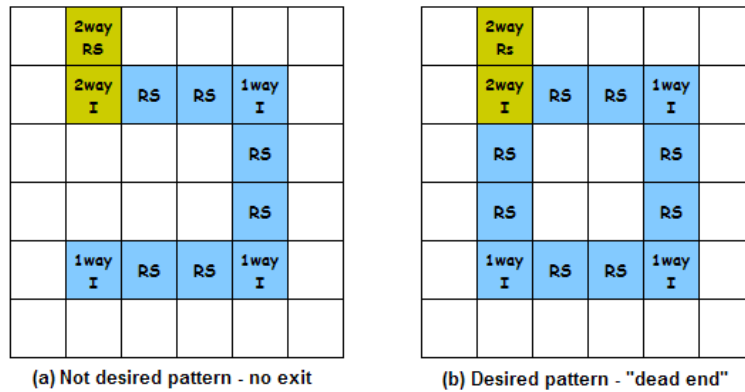 2way
RS
2way
I
RS
RS
1way
I
RS
RS
1way
I
RS
RS
1way
I
(a) Not desired pattern - no exit
2way
Rs
2way
I
RS
RS
1way
I
RS
RS
RS
RS
1way
I
RS
RS
1way
I
(b) Desired pattern - "dead end"